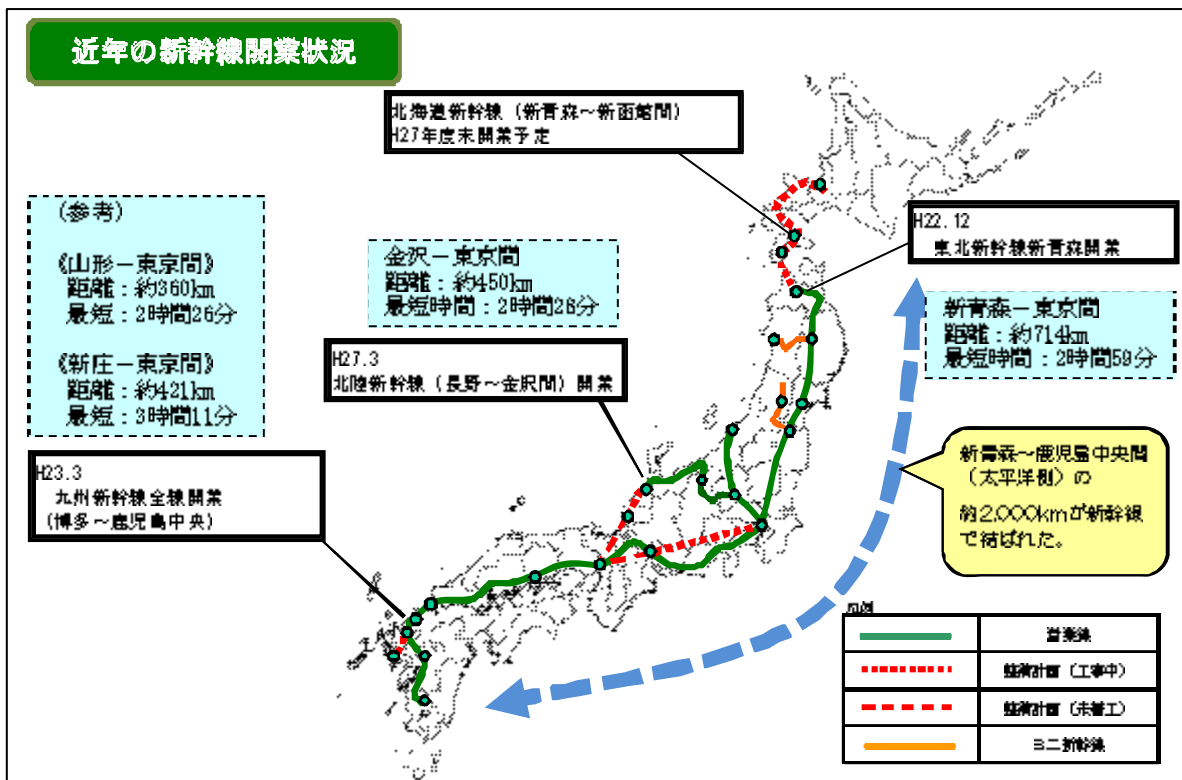 近年の新幹線開業状況
北海道新幹線（新青森～新函館間）
H27年度末開業予定
（参考）
《山形－東京間》
距離：約360km
最短：2時間26分
《新庄－東京間》
距離：約421km
最短：3時間11分
金沢－東京間
距離：約450km
最短時間：2時間26分
H22.12
東北新幹線新青森開業
新青森－東京間
距離：約714km
最短時間：2時間59分
H27.3
北陸新幹線（長野～金沢間）開業
H23.3
九州新幹線全線開業
（博多～鹿児島中央）
新青森～鹿児島中央間
（太平洋側）の
約2,000kmが新幹線
で結ばれた。
凡例
営業線
整備計画（工事中）
整備計画（未着工）
ミニ新幹線